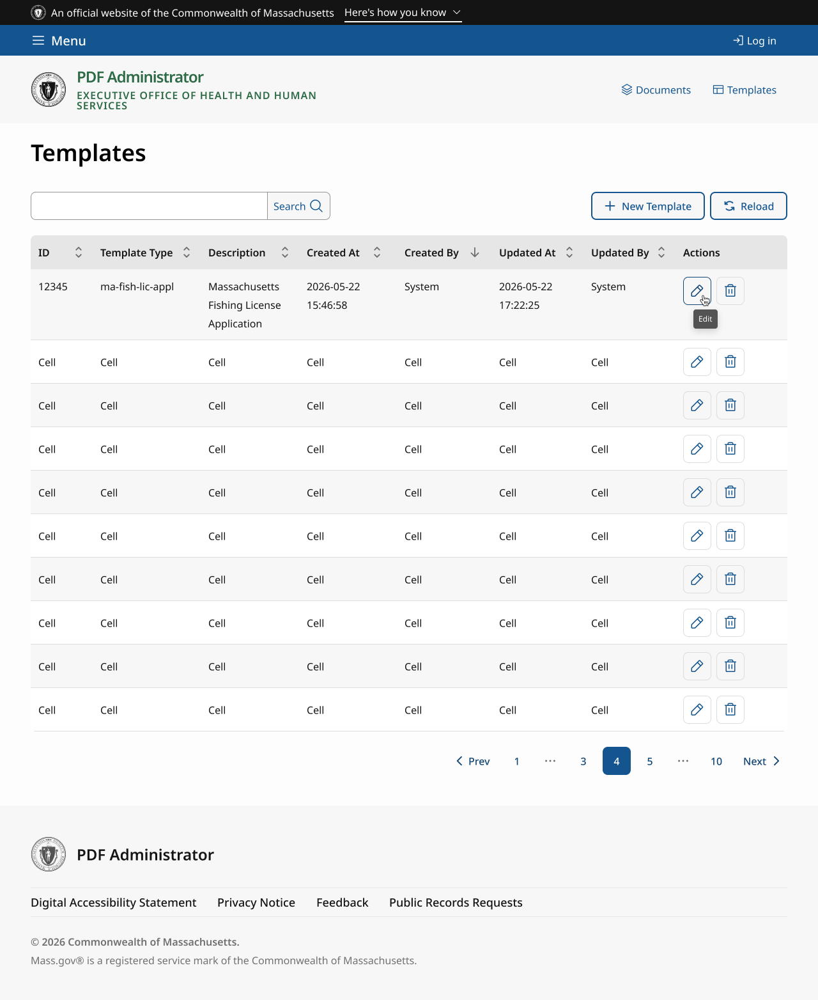 An official website of the Commonwealth of Massachusetts Here's how you know
Menu Log in
PDF Administrator
EXECUTIVE OFFICE OF HEALTH AND HUMAN
SERVICES
Documents Templates
Templates
Search New Template Reload
ID Template Type Description Created At Created By Updated At Updated By Actions
12345 ma-fish-lic-appl Massachusetts 2026-05-22 System 2026-05-22 System
Fishing License 15:46:58 17:22:25
Application
Edit
Cell Cell Cell Cell Cell Cell Cell
Cell Cell Cell Cell Cell Cell Cell
Cell Cell Cell Cell Cell Cell Cell
Cell Cell Cell Cell Cell Cell Cell
Cell Cell Cell Cell Cell Cell Cell
Cell Cell Cell Cell Cell Cell Cell
Cell Cell Cell Cell Cell Cell Cell
Cell Cell Cell Cell Cell Cell Cell
Cell Cell Cell Cell Cell Cell Cell
Prev 1 ... 3 4 5 ... 10 Next
PDF Administrator
Digital Accessibility Statement Privacy Notice Feedback Public Records Requests
© 2026 Commonwealth of Massachusetts.
Mass.gov® is a registered service mark of the Commonwealth of Massachusetts.